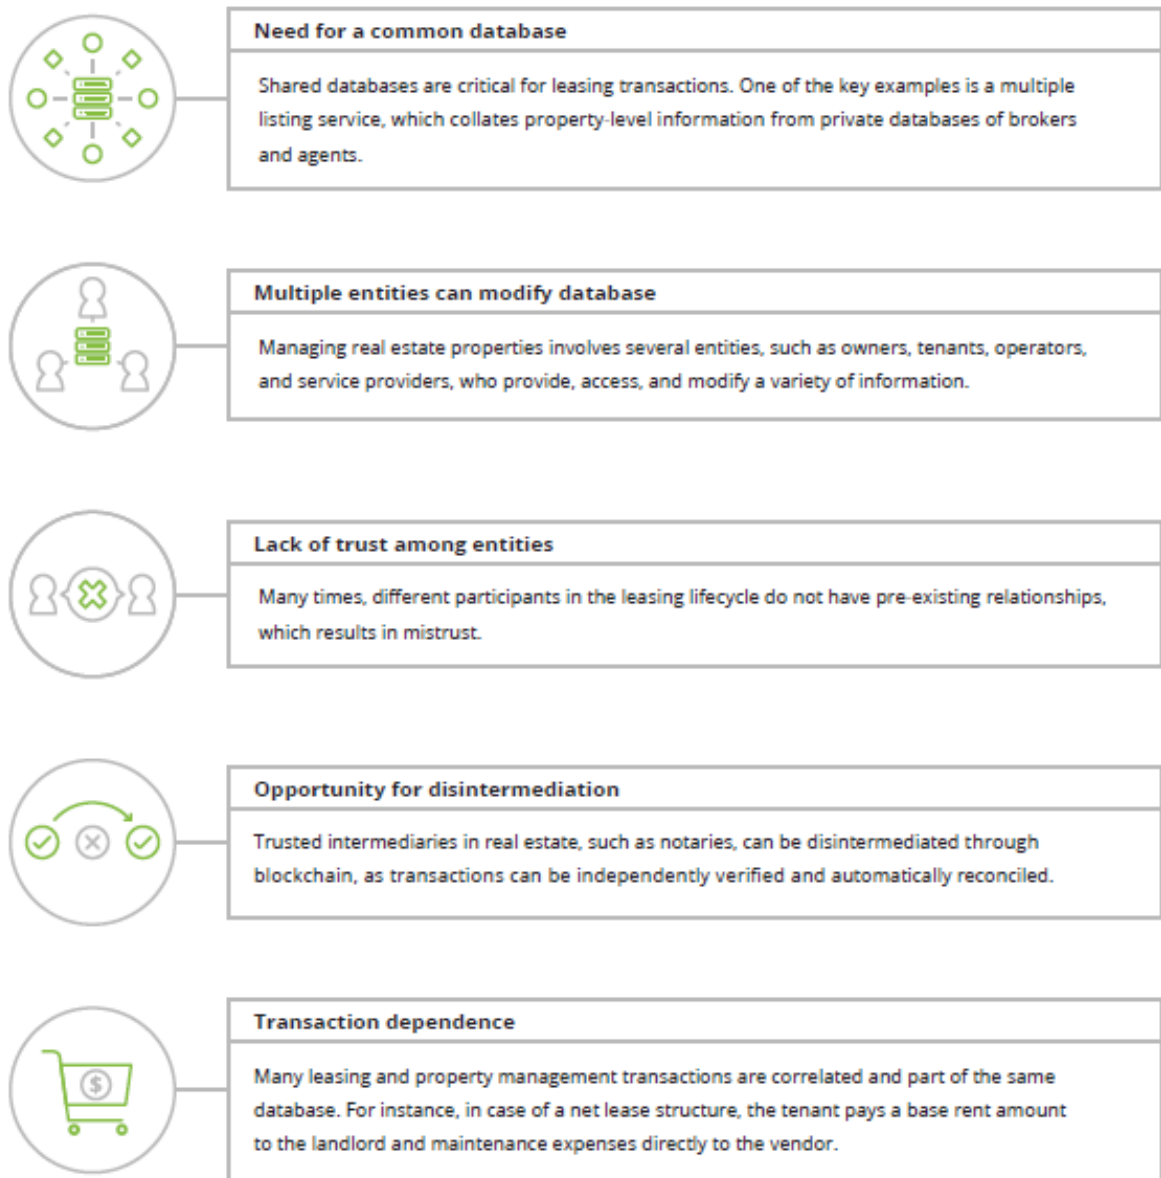 Need for a common database
Shared databases are critical for leasing transactions. One of the key examples is a multiple
listing service, which collates property-level information from private databases of brokers
and agents.
Multiple entities can modify database
Managing real estate properties involves several entities, such as owners, tenants, operators,
and service providers, who provide, access, and modify a variety of information.
Lack of trust among entities
Many times, different participants in the leasing lifecycle do not have pre-existing relationships,
which results in mistrust.
Opportunity for disintermediation
Trusted intermediaries in real estate, such as notaries, can be disintermediated through
blockchain, as transactions can be independently verified and automatically reconciled.
Transaction dependence
$
Many leasing and property management transactions are correlated and part of the same
database. For instance, in case of a net lease structure, the tenant pays a base rent amount
to the landlord and maintenance expenses directly to the vendor.